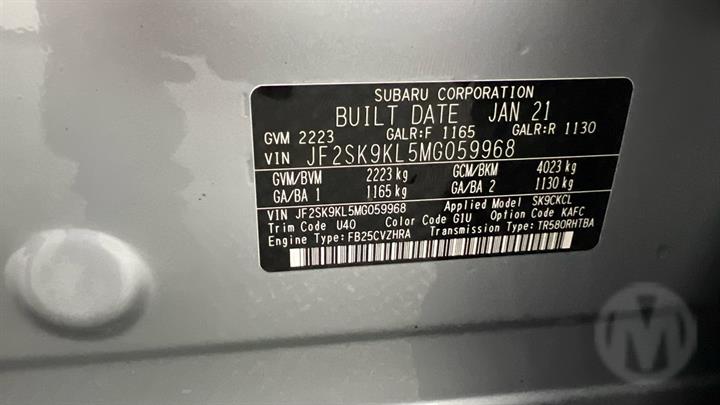 SUBARU CORPORATION
BUILT DATE JAN 21
GVM 2223 GALR:F 1165 GALR:R 1130
VIN JF2SK9KL5MG059968
GVM/BVM 2223 kg GCM/BKM 4023 kg
GA/BA 1 1165 kg GA/BA 2 1130 kg
VIN JF2SK9KL5MG059968 Applied Model SK9CKCL
Trim Code U40 Color Code G1U Option Code KAFC
Engine Type:FB25CVZHRA Transmission Type:TR580RHTBA
M